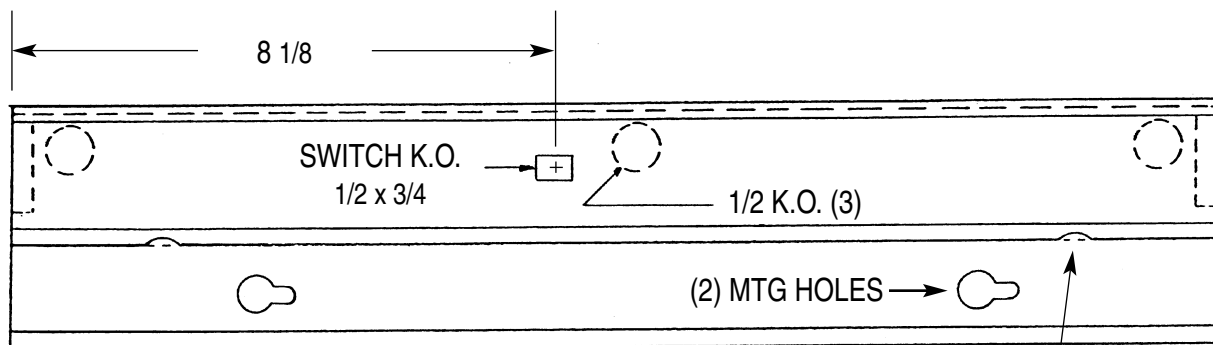 8 1/8
SWITCH K.O.
1/2 x 3/4
1/2 K.O. (3)
(2) MTG HOLES